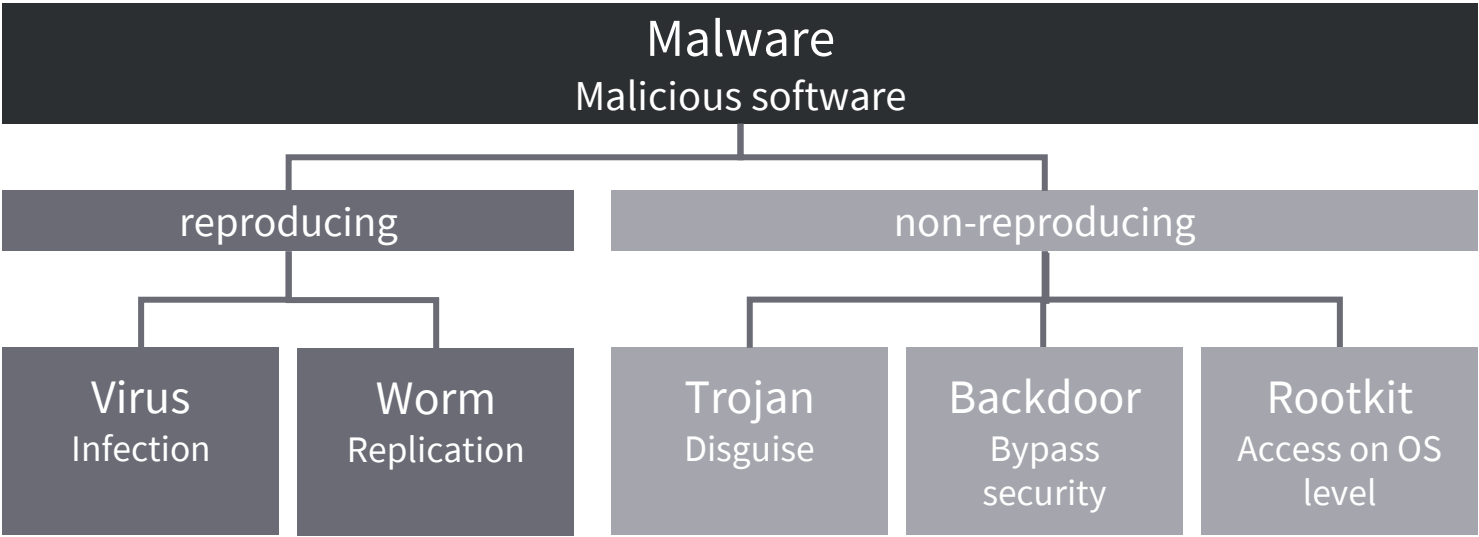 Malware
Malicious software
reproducing
non-reproducing
Virus
Infection
Worm
Replication
Trojan
Disguise
Backdoor
Bypass
security
Rootkit
Access on OS
level